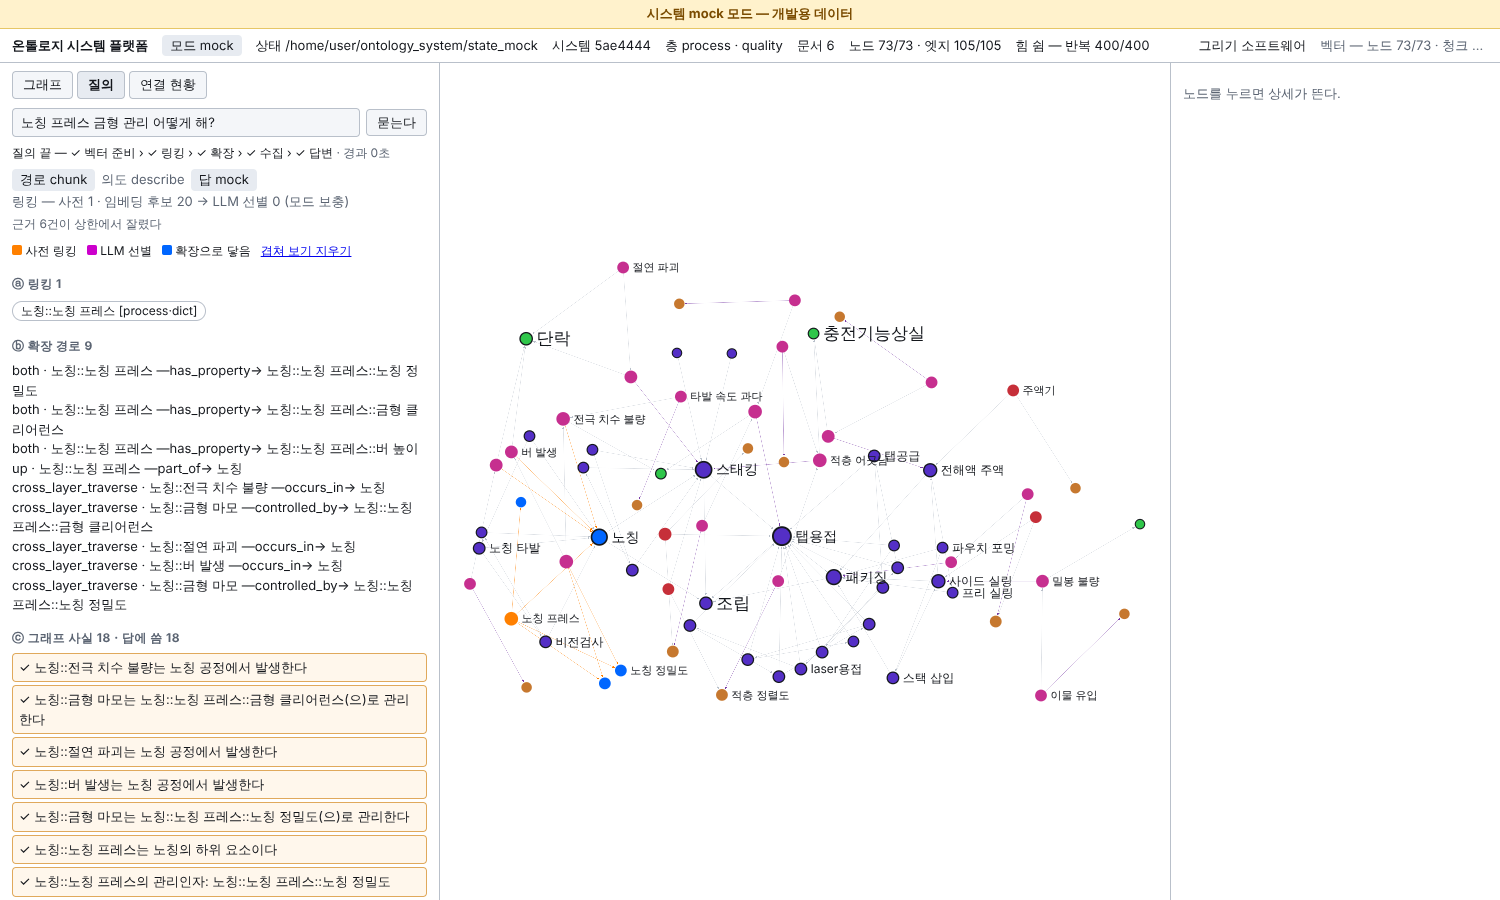 시스템 mock 모드 — 개발용 데이터
온톨로지 시스템 플랫폼 모드 mock 상태 /home/user/ontology_system/state_mock 시스템 5ae4444 층 process · quality 문서 6 노드 73/73 · 엣지 105/105 힘 쉼 — 반복 400/400 그리기 소프트웨어 벡터 — 노드 73/73 · 청크 ...
그래프 질의 연결 현황
노칭 프레스 금형 관리 어떻게 해? 묻는다
질의 끝 — ✓ 벡터 준비 › ✓ 링킹 › ✓ 확장 › ✓ 수집 › ✓ 답변 · 경과 0초
경로 chunk 의도 describe 답 mock
링킹 — 사전 1 · 임베딩 후보 20 → LLM 선별 0 (모드 보충)
근거 6건이 상한에서 잘렸다
사전 링킹 LLM 선별 확장으로 닿음 겹쳐 보기 지우기
ⓐ 링킹 1
노칭::노칭 프레스 [process·dict]
ⓑ 확장 경로 9
both · 노칭::노칭 프레스 —has_property→ 노칭::노칭 프레스::노칭 정
밀도
both · 노칭::노칭 프레스 —has_property→ 노칭::노칭 프레스::금형 클
리어런스
both · 노칭::노칭 프레스 —has_property→ 노칭::노칭 프레스::버 높이
up · 노칭::노칭 프레스 —part_of→ 노칭
cross_layer_traverse · 노칭::전극 치수 불량 —occurs_in→ 노칭
cross_layer_traverse · 노칭::금형 마모 —controlled_by→ 노칭::노칭
프레스::금형 클리어런스
cross_layer_traverse · 노칭::절연 파괴 —occurs_in→ 노칭
cross_layer_traverse · 노칭::버 발생 —occurs_in→ 노칭
cross_layer_traverse · 노칭::금형 마모 —controlled_by→ 노칭::노칭
프레스::노칭 정밀도
ⓒ 그래프 사실 18 · 답에 씀 18
✓ 노칭::전극 치수 불량는 노칭 공정에서 발생한다
✓ 노칭::금형 마모는 노칭::노칭 프레스::금형 클리어런스(으)로 관리
한다
✓ 노칭::절연 파괴는 노칭 공정에서 발생한다
✓ 노칭::버 발생는 노칭 공정에서 발생한다
✓ 노칭::금형 마모는 노칭::노칭 프레스::노칭 정밀도(으)로 관리한다
✓ 노칭::노칭 프레스는 노칭의 하위 요소이다
✓ 노칭::노칭 프레스의 관리인자: 노칭::노칭 프레스::노칭 정밀도
절연 파괴
단락
충전기능상실
타발 속도 과다
주액기
전극 치수 불량
버 발생
스태킹
적층 어긋남
탭공급
전해액 주액
노칭
탭용접
노칭 타발
파우치 포밍
패키징
사이드 실링
밀봉 불량
프리 실링
조립
노칭 프레스
비전검사
노칭 정밀도
laser용접
스택 삽입
적층 정렬도
이물 유입
노드를 누르면 상세가 뜬다.